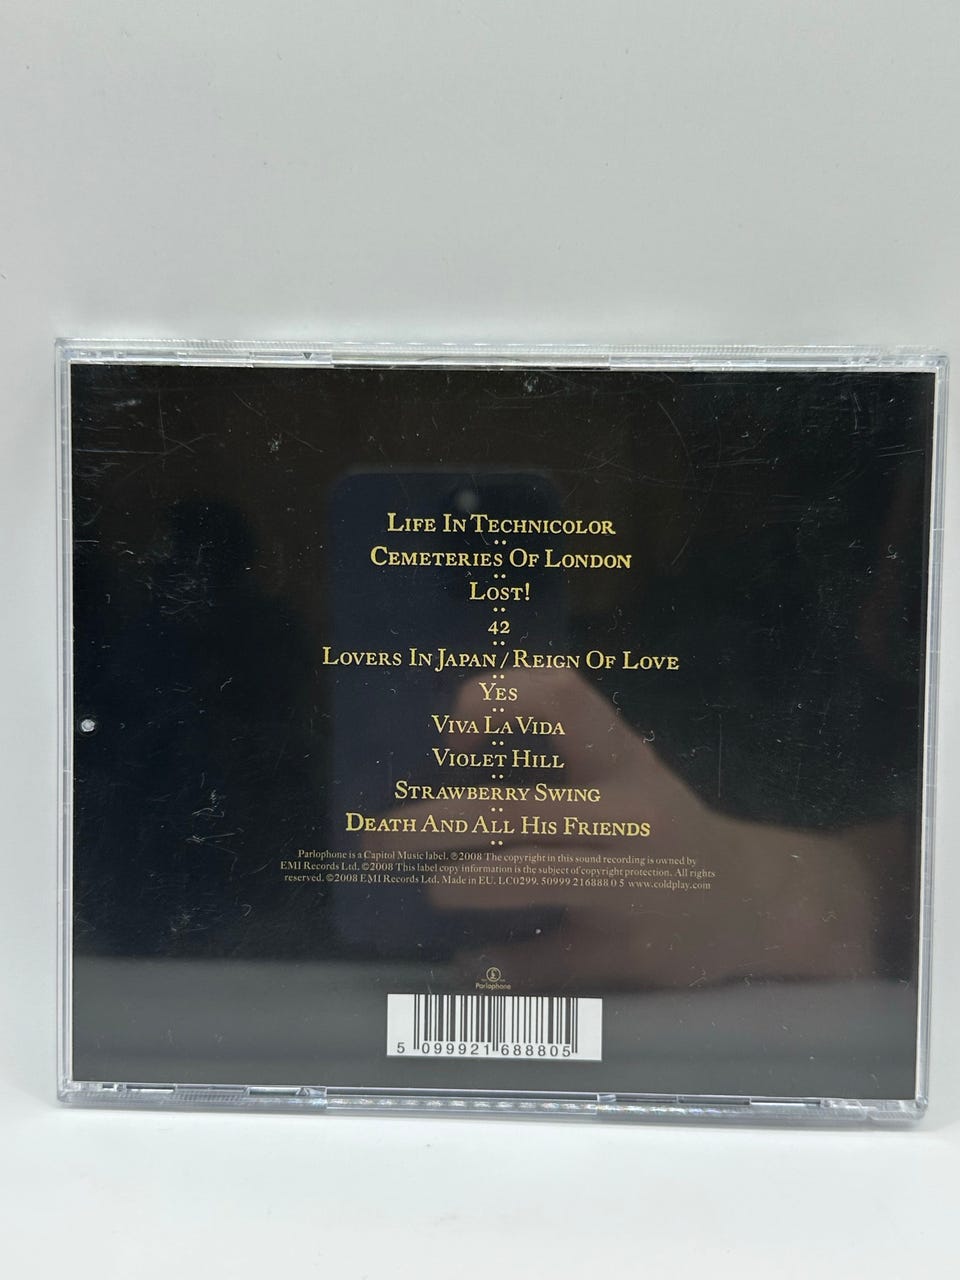 Life In Technicolor
Cemeteries Of London
Lost!
42
Lovers In Japan / Reign Of Love
Yes
Viva La Vida
Violet Hill
Strawberry Swing
Death And All His Friends
Parlophone is a Capitol Music label. ℗2008 The copyright in this sound recording is owned by
EMI Records Ltd. ©2008 This label copy information is the subject of copyright protection. All rights
reserved. ©2008 EMI Records Ltd. Made in EU. LC0299. 50999 216888 0 5 www.coldplay.com
Parlophone
5 099921 688805